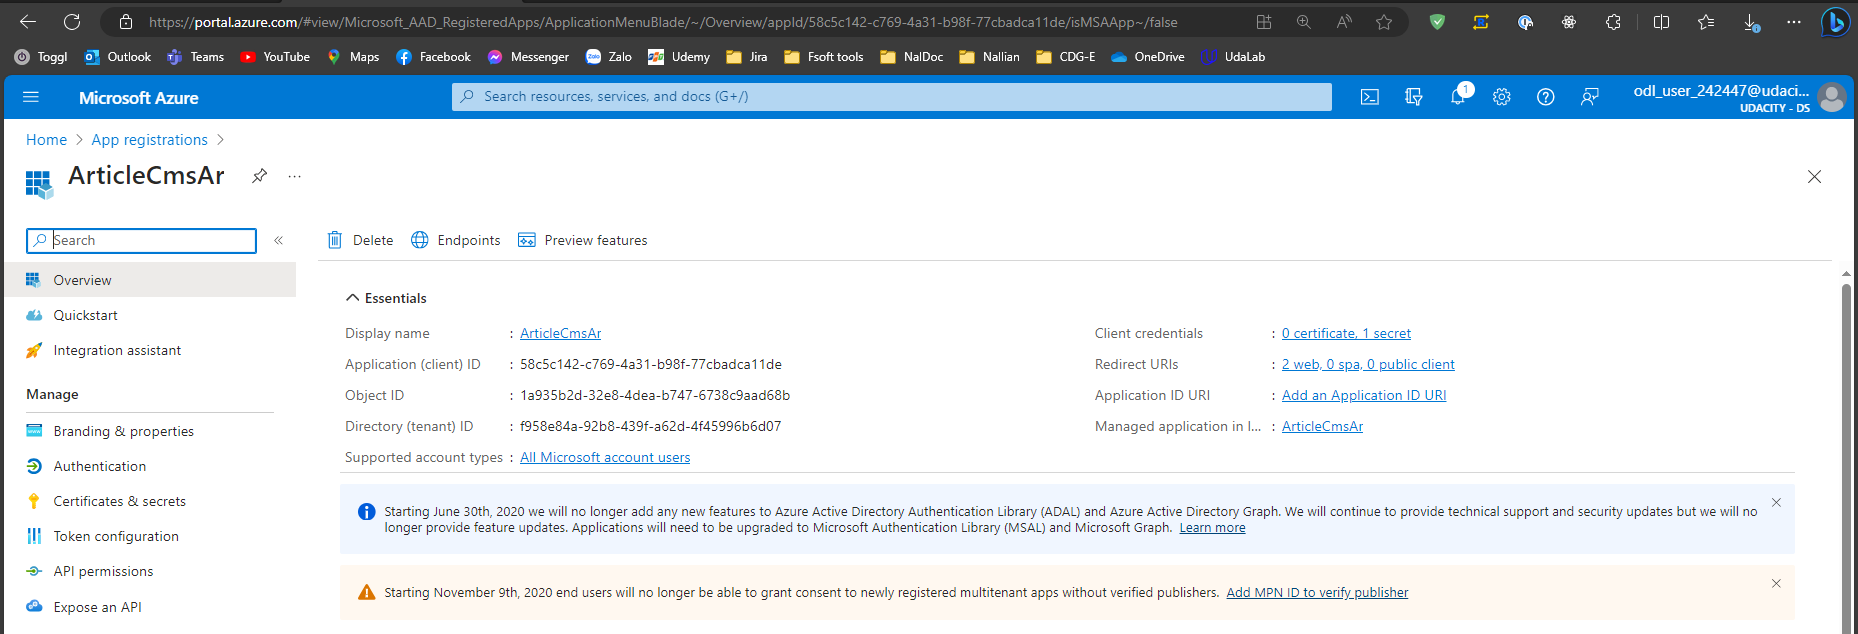 https://portal.azure.com/#view/Microsoft_AAD_RegisteredApps/ApplicationMenuBlade/~/Overview/appId/58c5c142-c769-4a31-b98f-77cbadca11de/isMSAApp~/false
Toggl Outlook Teams YouTube Maps Facebook Messenger Zalo Udemy Jira Fsoft tools NalDoc Nallian CDG-E OneDrive UdaLab
Microsoft Azure
Search resources, services, and docs (G+/)
1
odl_user_242447@udaci...
UDACITY - DS
Home > App registrations >
ArticleCmsAr
...
Search
«
Delete Endpoints Preview features
Overview
Quickstart
Integration assistant
Manage
Branding & properties
Authentication
Certificates & secrets
Token configuration
API permissions
Expose an API
Essentials
Display name : ArticleCmsAr
Application (client) ID : 58c5c142-c769-4a31-b98f-77cbadca11de
Object ID : 1a935b2d-32e8-4dea-b747-6738c9aad68b
Directory (tenant) ID : f958e84a-92b8-439f-a62d-4f45996b6d07
Supported account types : All Microsoft account users
Client credentials : 0 certificate, 1 secret
Redirect URIs : 2 web, 0 spa, 0 public client
Application ID URI : Add an Application ID URI
Managed application in l... : ArticleCmsAr
Starting June 30th, 2020 we will no longer add any new features to Azure Active Directory Authentication Library (ADAL) and Azure Active Directory Graph. We will continue to provide technical support and security updates but we will no
longer provide feature updates. Applications will need to be upgraded to Microsoft Authentication Library (MSAL) and Microsoft Graph. Learn more
Starting November 9th, 2020 end users will no longer be able to grant consent to newly registered multitenant apps without verified publishers. Add MPN ID to verify publisher